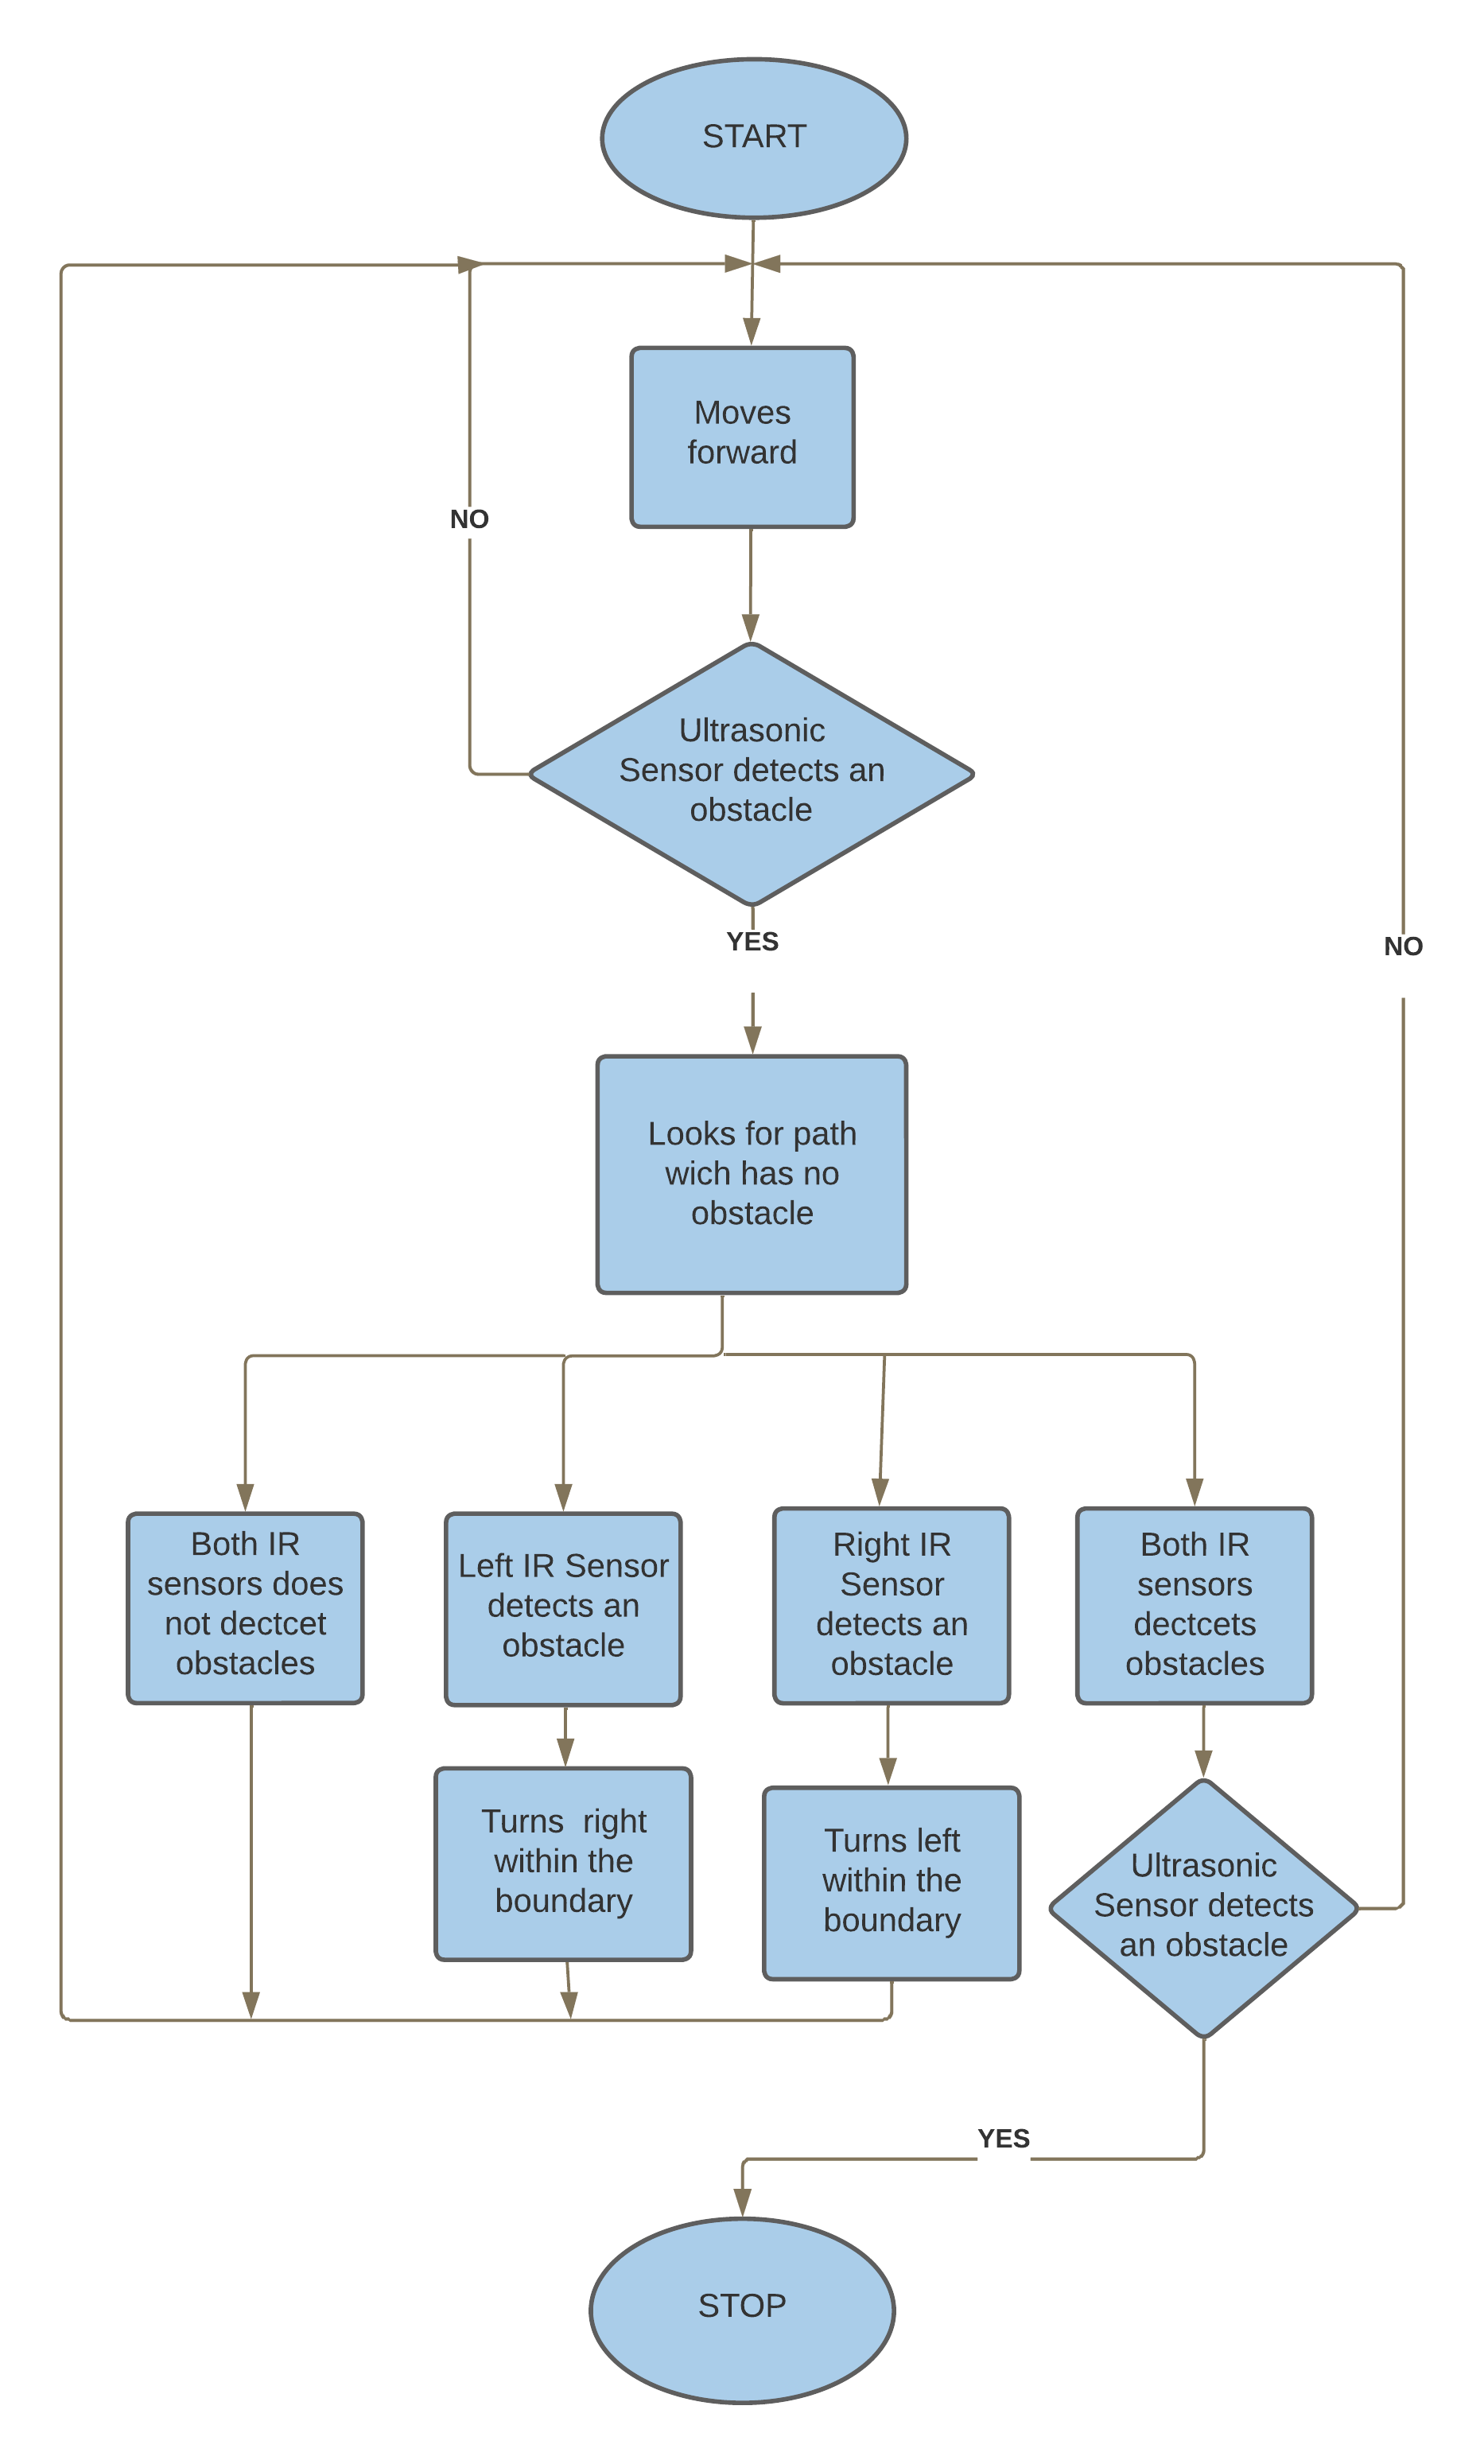 START
Moves
forward
NO
Ultrasonic
Sensor detects an
obstacle
YES
NO
Looks for path
wich has no
obstacle
Both IR
sensors does
not dectcet
obstacles
Left IR Sensor
detects an
obstacle
Right IR
Sensor
detects an
obstacle
Both IR
sensors
dectcets
obstacles
Turns right
within the
boundary
Turns left
within the
boundary
Ultrasonic
Sensor detects
an obstacle
YES
STOP